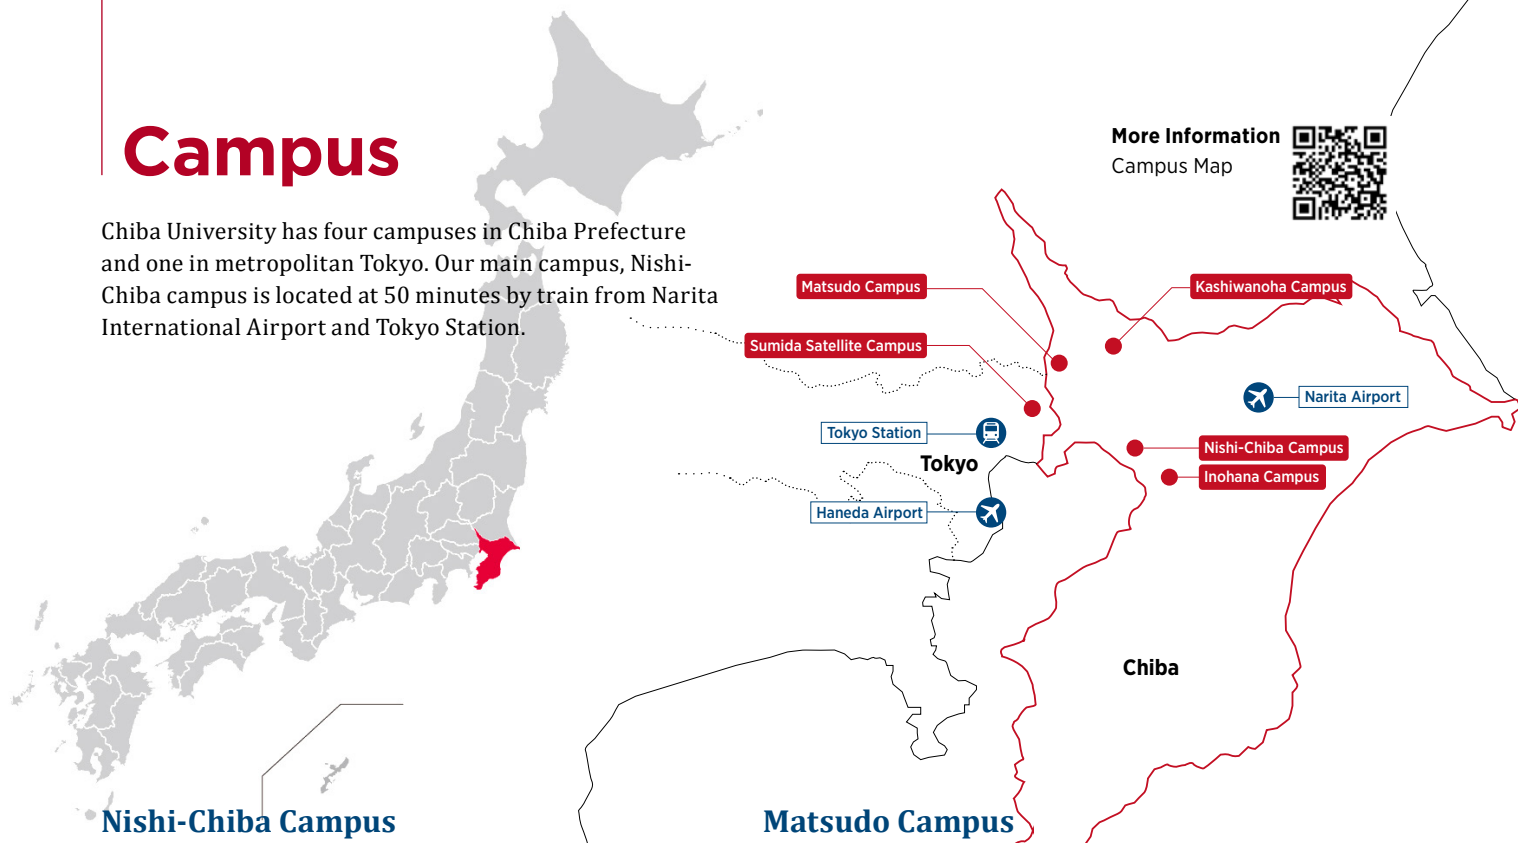 Campus
Chiba University has four campuses in Chiba Prefecture
and one in metropolitan Tokyo. Our main campus, Nishi-
Chiba campus is located at 50 minutes by train from Narita
International Airport and Tokyo Station.
More Information
Campus Map
Matsudo Campus
Kashiwanoha Campus
Sumida Satellite Campus
Narita Airport
Tokyo Station
Nishi-Chiba Campus
Tokyo
Inohana Campus
Haneda Airport
Chiba
Nishi-Chiba Campus
Matsudo Campus